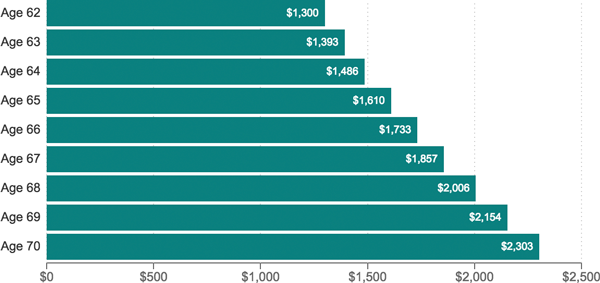 Age 62 $1,300
Age 63 $1,393
Age 64 $1,486
Age 65 $1,610
Age 66 $1,733
Age 67 $1,857
Age 68 $2,006
Age 69 $2,154
Age 70 $2,303
$0 $500 $1,000 $1,500 $2,000 $2,500